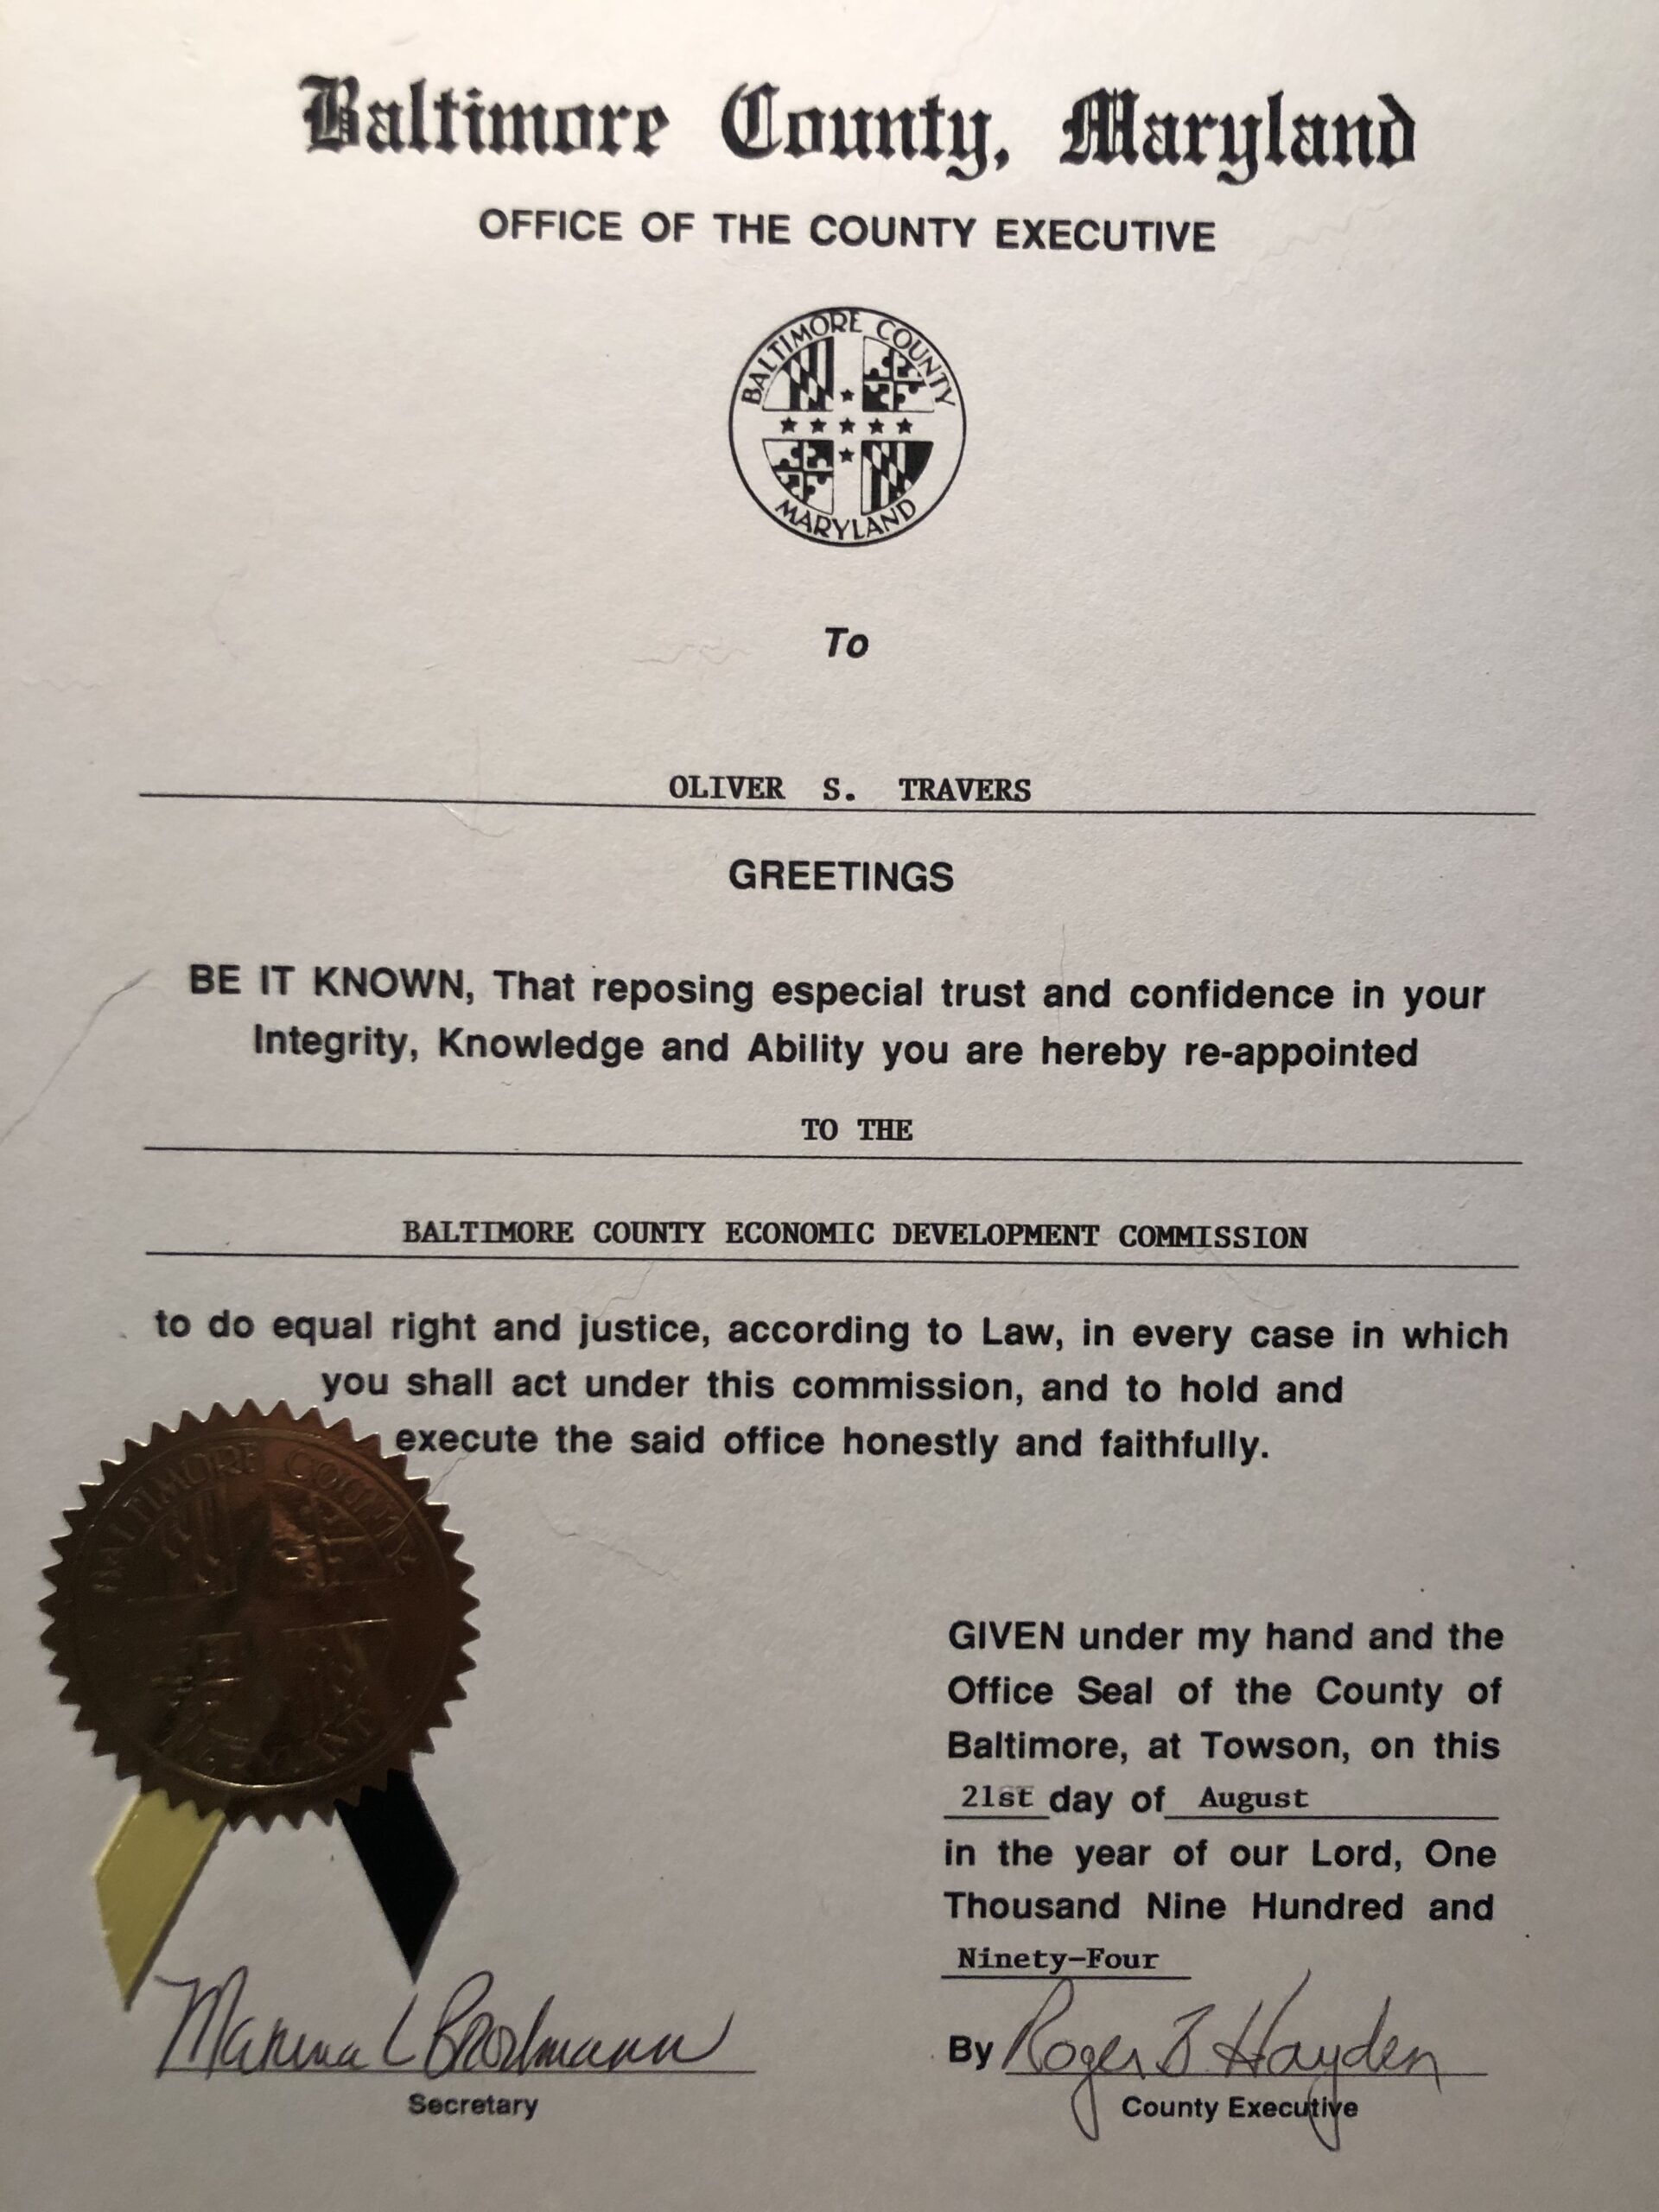 Baltimore County, Maryland
OFFICE OF THE COUNTY EXECUTIVE
BALTIMORE COUNTY
MARYLAND
To
OLIVER S. TRAVERS
GREETINGS
BE IT KNOWN, That reposing especial trust and confidence in your
Integrity, Knowledge and Ability you are hereby re-appointed
TO THE
BALTIMORE COUNTY ECONOMIC DEVELOPMENT COMMISSION
to do equal right and justice, according to Law, in every case in which
you shall act under this commission, and to hold and
execute the said office honestly and faithfully.
BALTIMORE COUNTY
MARYLAND
GIVEN under my hand and the
Office Seal of the County of
Baltimore, at Towson, on this
21st day of August
in the year of our Lord, One
Thousand Nine Hundred and
Ninety-Four
By Roger B Hayden
County Executive
Secretary